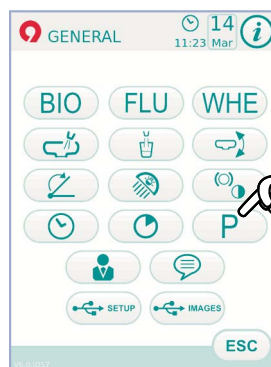 GENERAL
14
11:23 Mar
BIO FLU WHE
P
SETUP IMAGES
ESC